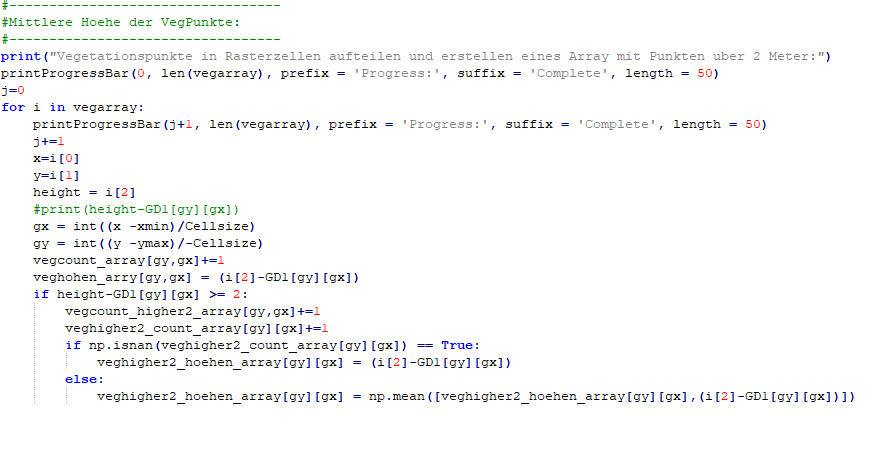 #----------------------------------
#Mittlere Hoehe der VegPunkte:
#----------------------------------
print("Vegetationspunkte in Rasterzellen aufteilen und erstellen eines Array mit Punkten uber 2 Meter:")
printProgressBar(0, len(vegarray), prefix = 'Progress:', suffix = 'Complete', length = 50)
j=0
for i in vegarray:
    printProgressBar(j+1, len(vegarray), prefix = 'Progress:', suffix = 'Complete', length = 50)
    j+=1
    x=i[0]
    y=i[1]
    height = i[2]
    #print(height-GD1[gy][gx])
    gx = int((x -xmin)/Cellsize)
    gy = int((y -ymax)/-Cellsize)
    vegcount_array[gy,gx]+=1
    veghohen_arry[gy,gx] = (i[2]-GD1[gy][gx])
    if height-GD1[gy][gx] >= 2:
        vegcount_higher2_array[gy,gx]+=1
        veghigher2_count_array[gy][gx]+=1
        if np.isnan(veghigher2_count_array[gy][gx]) == True:
            veghigher2_hoehen_array[gy][gx] = (i[2]-GD1[gy][gx])
        else:
            veghigher2_hoehen_array[gy][gx] = np.mean([veghigher2_hoehen_array[gy][gx],(i[2]-GD1[gy][gx])])